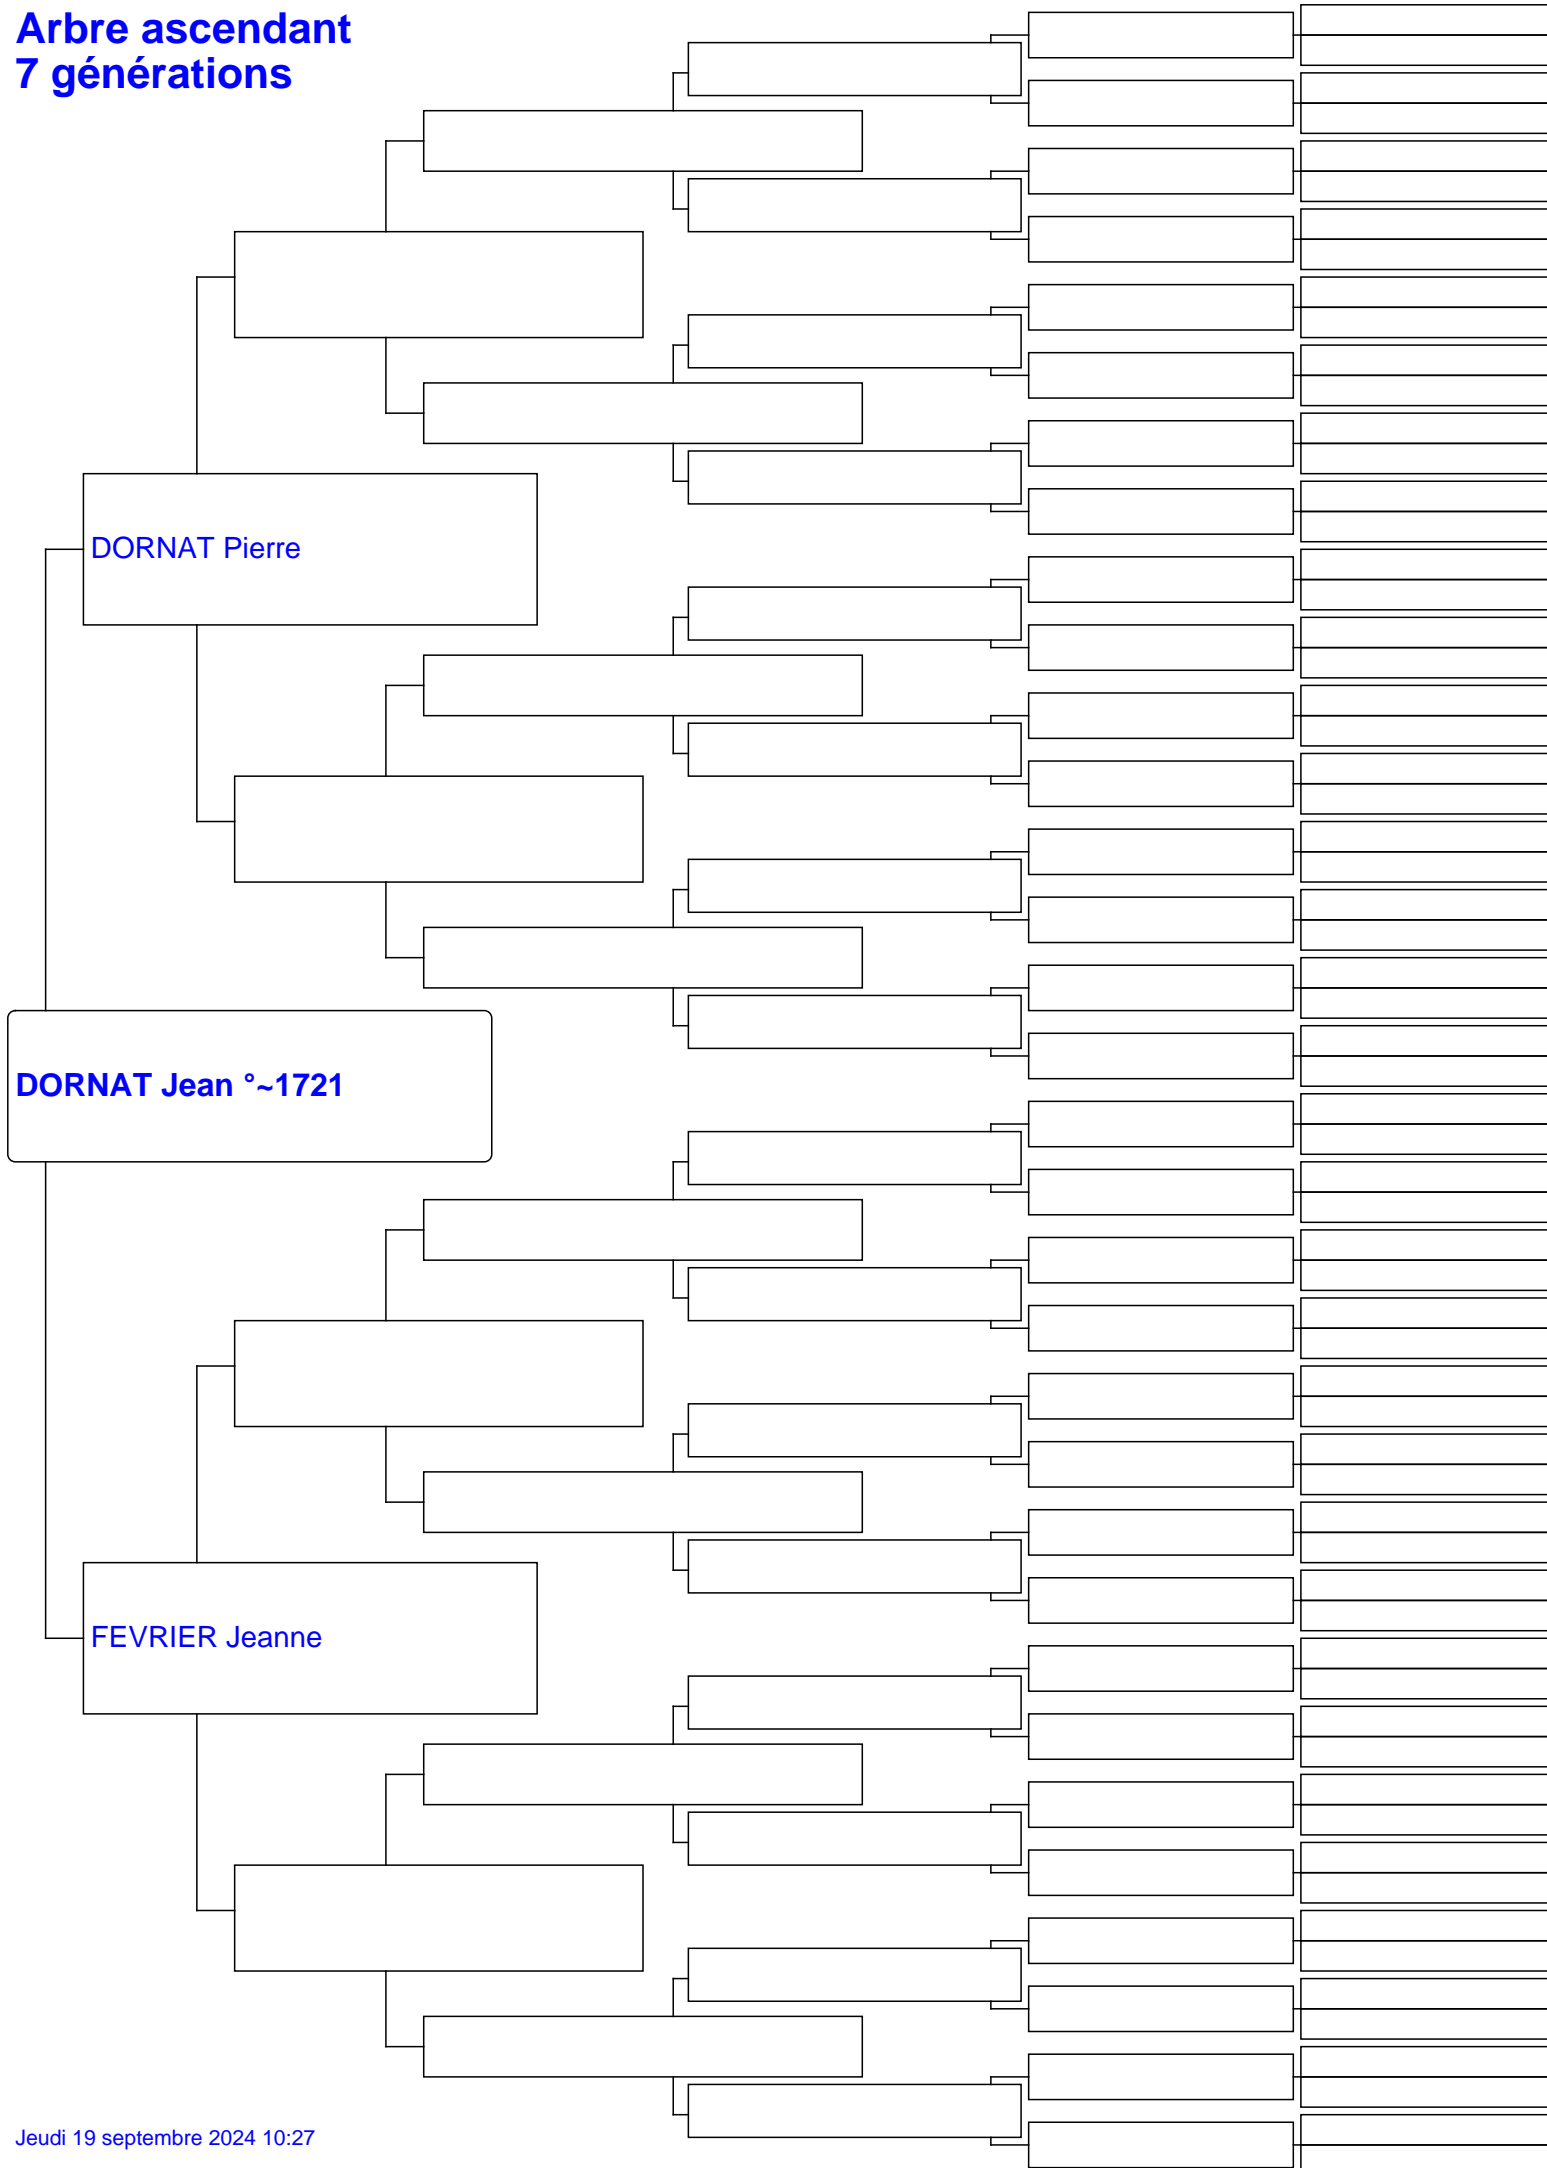 Arbre ascendant
7 générations
DORNAT Pierre
DORNAT Jean °~1721
FEVRIER Jeanne
Jeudi 19 septembre 2024 10:27